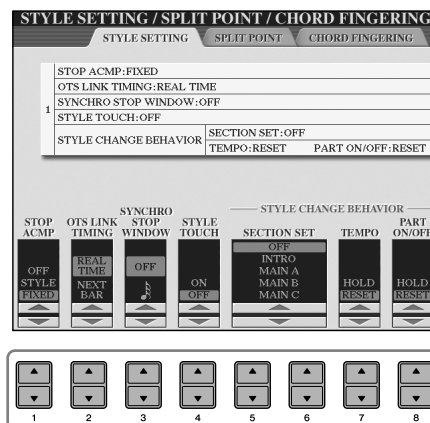 STYLE SETTING / SPLIT POINT / CHORD FINGERING
STYLE SETTING SPLIT POINT CHORD FINGERING
1
STOP ACMP:FIXED
OTS LINK TIMING:REAL TIME
SYNCHRO STOP WINDOW:OFF
STYLE TOUCH:OFF
STYLE CHANGE BEHAVIOR
SECTION SET:OFF
TEMPO:RESET PART ON/OFF:RESET
STYLE CHANGE BEHAVIOR
STOP ACMP
OFF
STYLE
FIXED
OTS LINK TIMING
REAL TIME
NEXT BAR
SYNCHRO STOP WINDOW
OFF
STYLE TOUCH
ON
OFF
SECTION SET
OFF
INTRO
MAIN A
MAIN B
MAIN C
TEMPO
HOLD
RESET
PART ON/OFF
HOLD
RESET
1 2 3 4 5 6 7 8